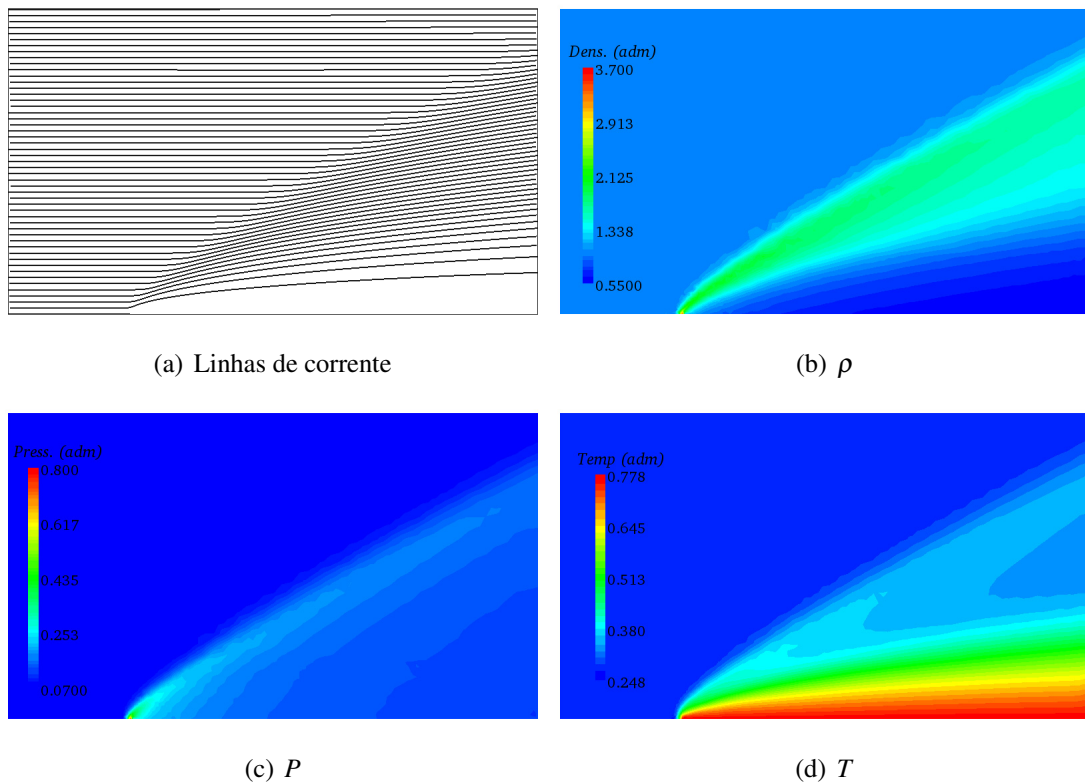 (a) Linhas de corrente
Dens. (adm)
3.700
2.913
2.125
1.338
0.5500
(b) ρ
Press. (adm)
0.800
0.617
0.435
0.253
0.0700
(c) P
Temp (adm)
0.778
0.645
0.513
0.380
0.248
(d) T